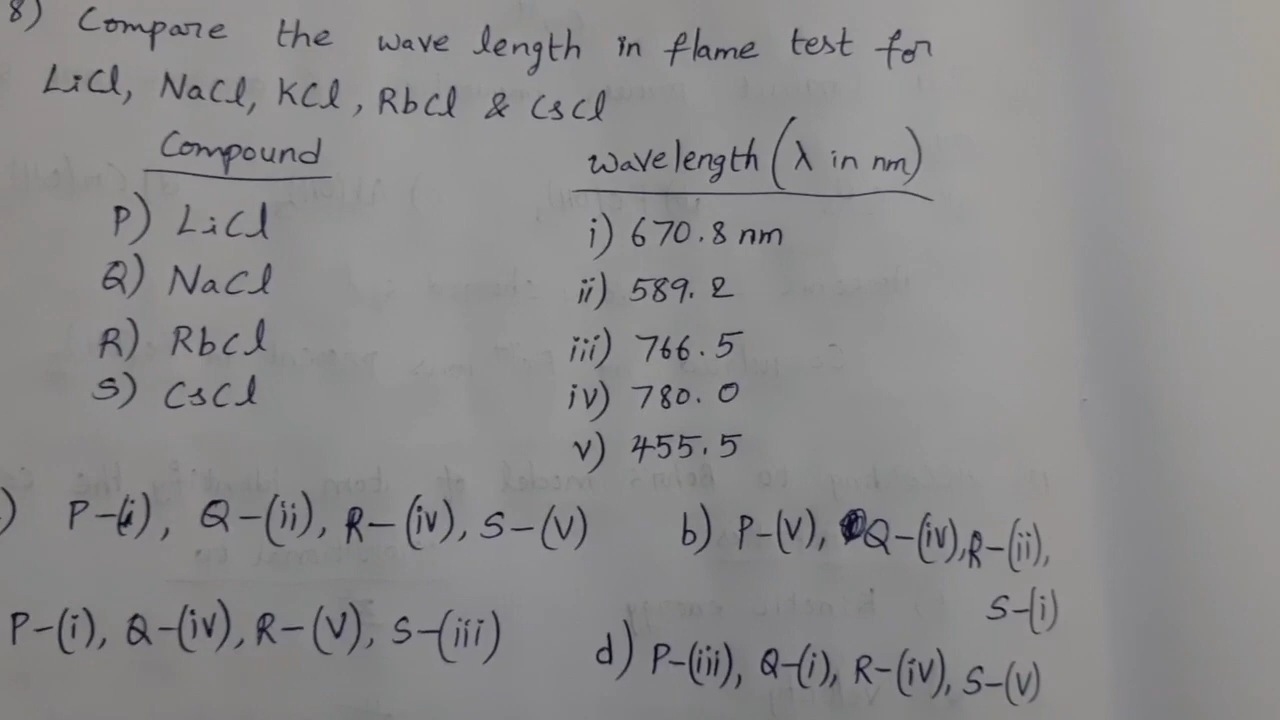 8) Compare the wave length in flame test for
LiCl, NaCl, KCl, RbCl & CsCl
Compound
wavelength (λ in nm)
P) LiCl
i) 670.8 nm
Q) NaCl
ii) 589.2
R) RbCl
iii) 766.5
S) CsCl
iv) 780.0
v) 455.5
) P-(i), Q-(ii), R-(iv), S-(v)
b) P-(v), Q-(iv), R-(ii),
S-(i)
P-(i), Q-(iv), R-(v), S-(iii)
d) P-(iii), Q-(i), R-(iv), S-(v)